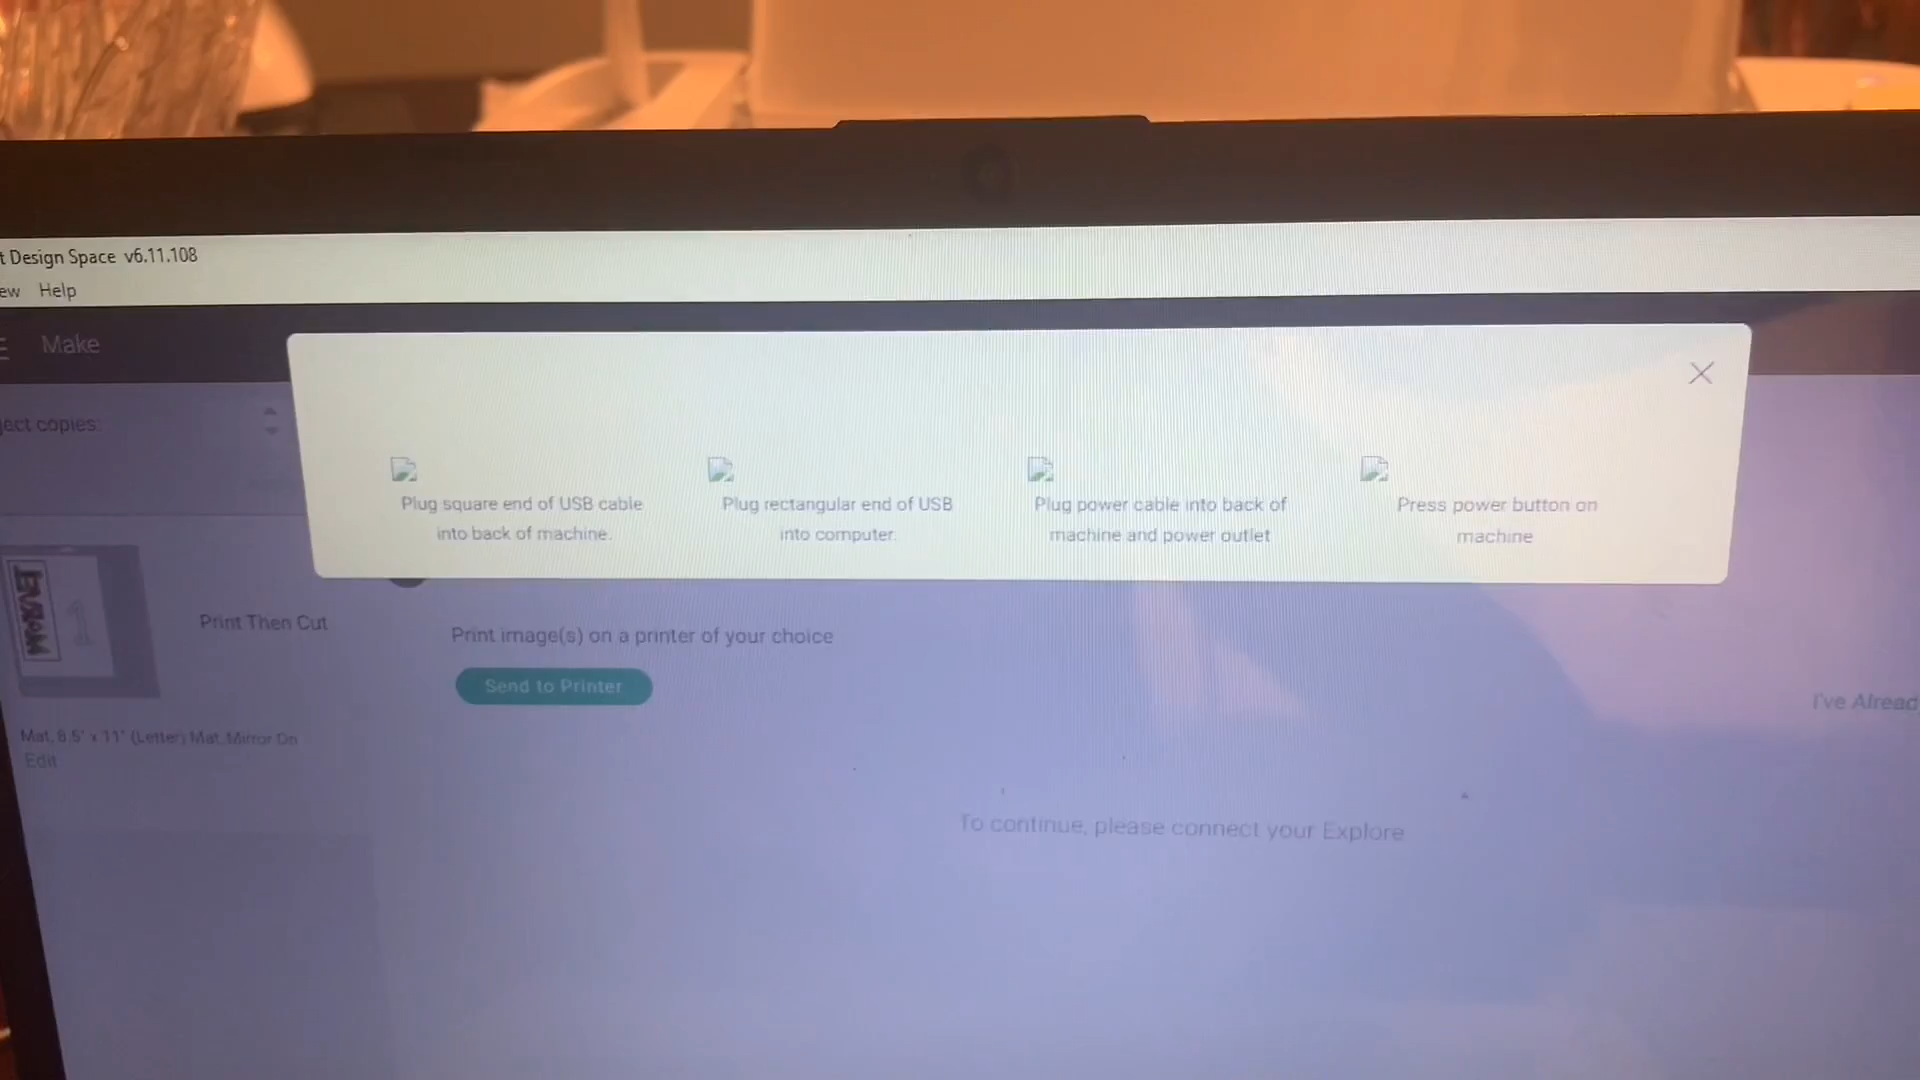 t Design Space v6.11.108
ew Help
Make
ject copies:
Plug square end of USB cable
into back of machine.
Plug rectangular end of USB
into computer.
Plug power cable into back of
machine and power outlet
Press power button on
machine
Print Then Cut
Print image(s) on a printer of your choice
Send to Printer
I've Alread
Mat, 8.5" x 11" (Letter) Mat, Mirror On
Edit
To continue, please connect your Explore